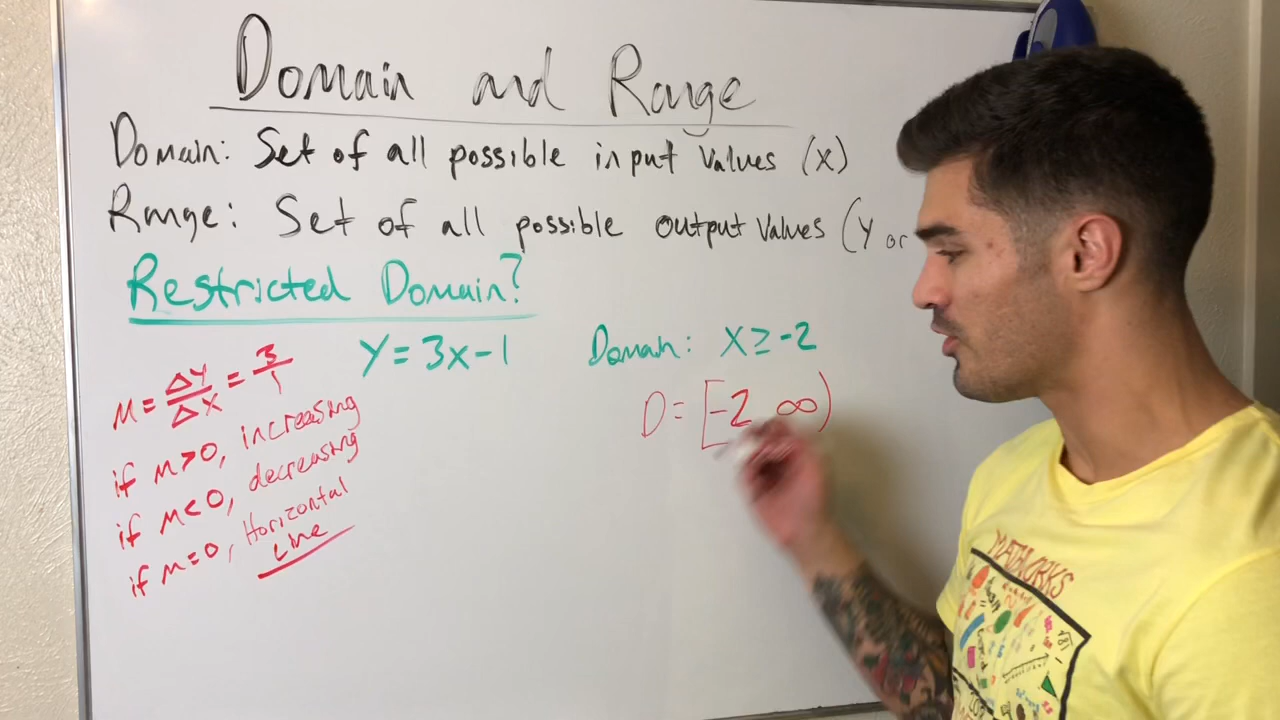 Domain and Range
Domain: Set of all possible input values (x)
Range: Set of all possible output values (y or
Restricted Domain?
y = 3x - 1
Domain: x ≥ -2
D = [-2 ∞)
M = ΔY/ΔX = 3/1
if m > 0, increasing
if m < 0, decreasing
if m = 0, Horizontal
Line
MATHWORKS